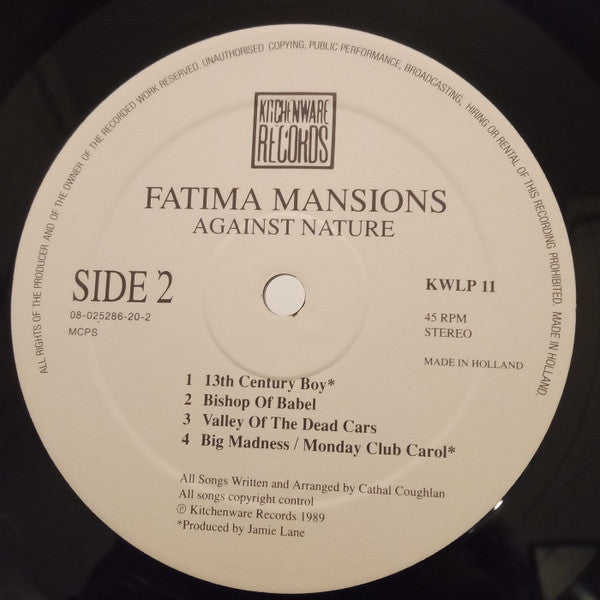 ALL RIGHTS OF THE PRODUCER AND OF THE OWNER OF THE RECORDED WORK RESERVED. UNAUTHORISED COPYING, PUBLIC PERFORMANCE, BROADCASTING, HIRING OR RENTAL OF THIS RECORDING PROHIBITED. MADE IN HOLLAND.
KITCHENWARE
RECORDS
FATIMA MANSIONS
AGAINST NATURE
SIDE 2
08-025286-20-2
MCPS
KWLP 11
45 RPM
STEREO
MADE IN HOLLAND
1 13th Century Boy*
2 Bishop Of Babel
3 Valley Of The Dead Cars
4 Big Madness / Monday Club Carol*
All Songs Written and Arranged by Cathal Coughlan
All songs copyright control
℗ Kitchenware Records 1989
*Produced by Jamie Lane